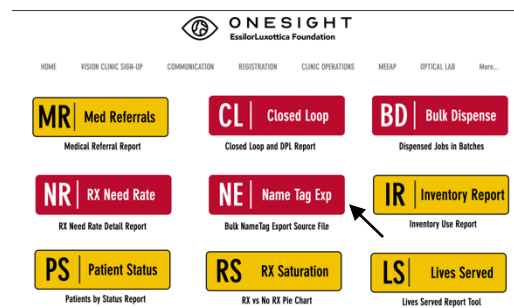 ONESIGHT
EssilorLuxottica Foundation
HOME VISION CLINIC SIGN-UP COMMUNICATION REGISTRATION CLINIC OPERATIONS MEEAP OPTICAL LAB More...
MR Med Referrals CL Closed Loop BD Bulk Dispense
Medical Referral Report Closed Loop and DPL Report Dispensed Jobs in Batches
NR RX Need Rate NE Name Tag Exp IR Inventory Report
RX Need Rate Detail Report Bulk NameTag Export Source File Inventory Use Report
PS Patient Status RS RX Saturation LS Lives Served
Patients by Status Report RX vs No RX Pie Chart Lives Served Report Tool